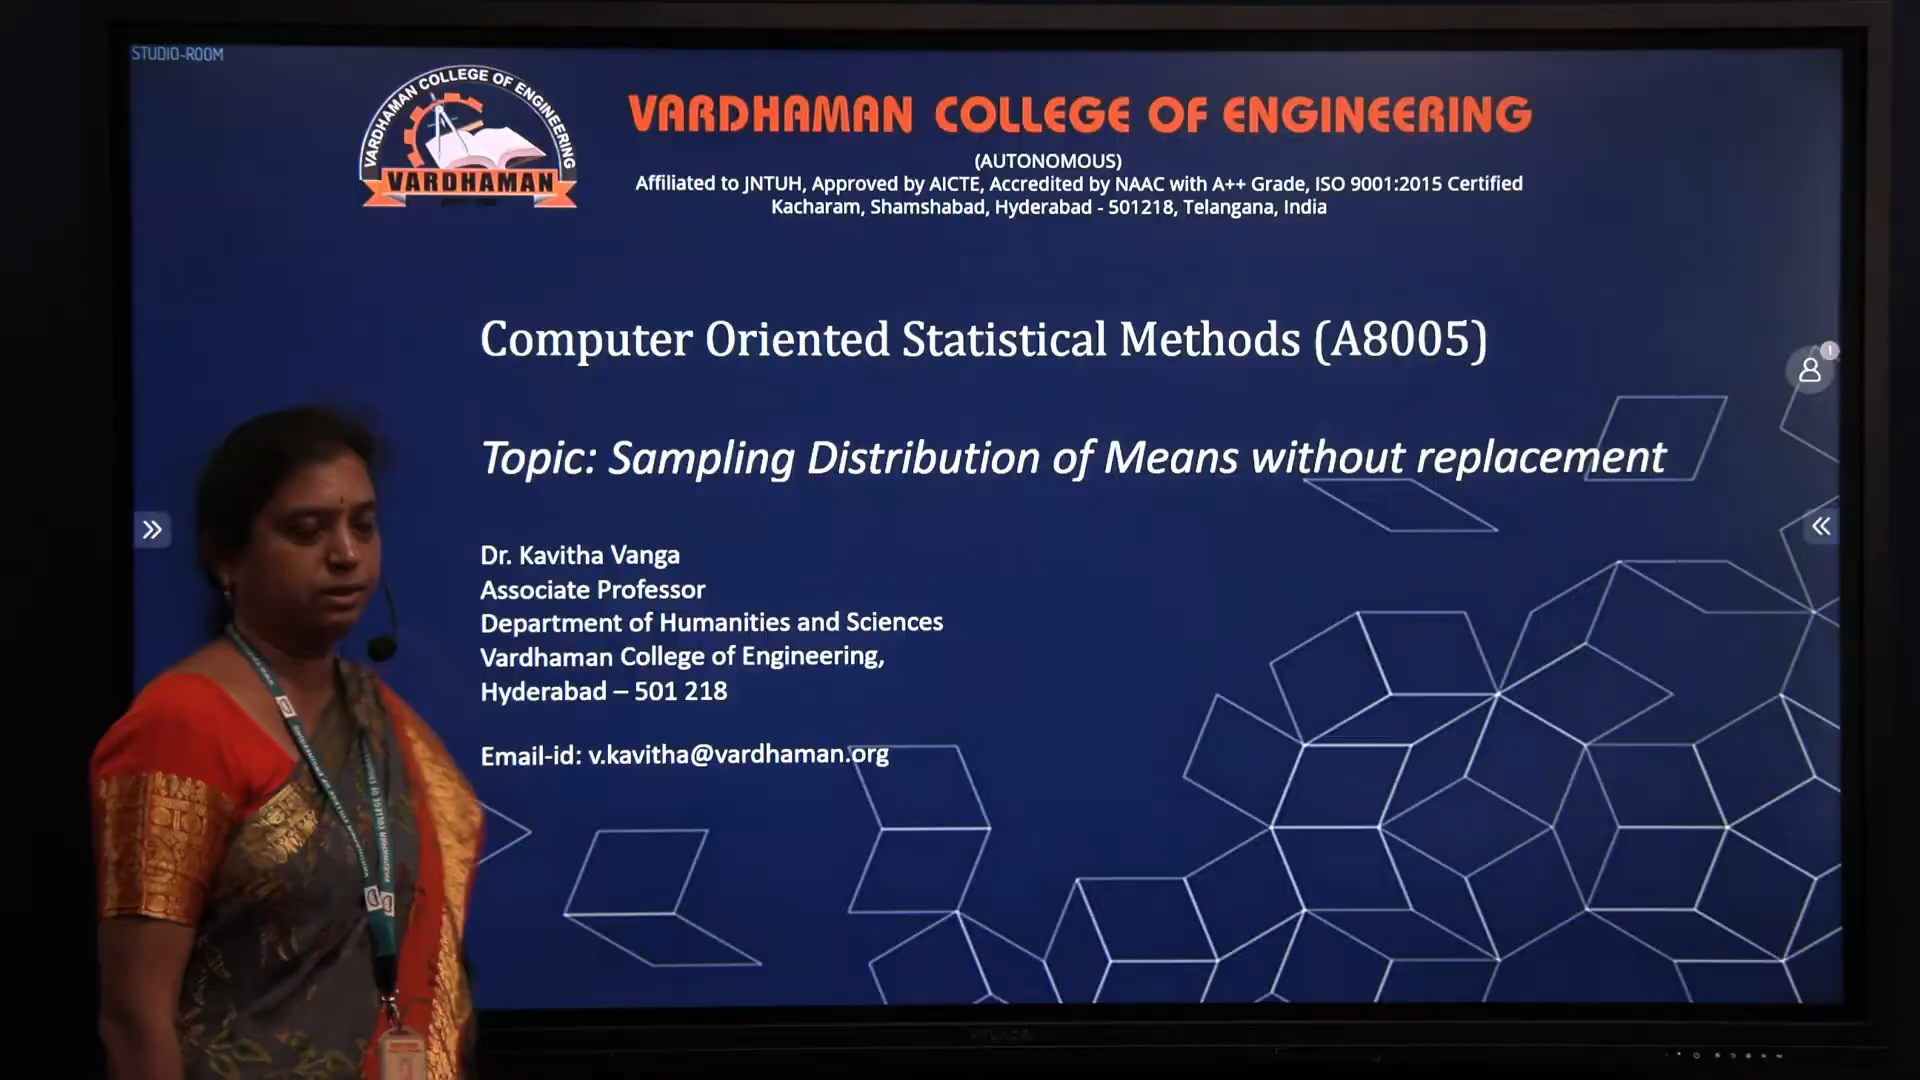 STUDIO-ROOM
VARDHAMAN COLLEGE OF ENGINEERING
VARDHAMAN
VARDHAMAN COLLEGE OF ENGINEERING
(AUTONOMOUS)
Affiliated to JNTUH, Approved by AICTE, Accredited by NAAC with A++ Grade, ISO 9001:2015 Certified
Kacharam, Shamshabad, Hyderabad - 501218, Telangana, India
Computer Oriented Statistical Methods (A8005)
Topic: Sampling Distribution of Means without replacement
Dr. Kavitha Vanga
Associate Professor
Department of Humanities and Sciences
Vardhaman College of Engineering,
Hyderabad – 501 218
Email-id: v.kavitha@vardhaman.org